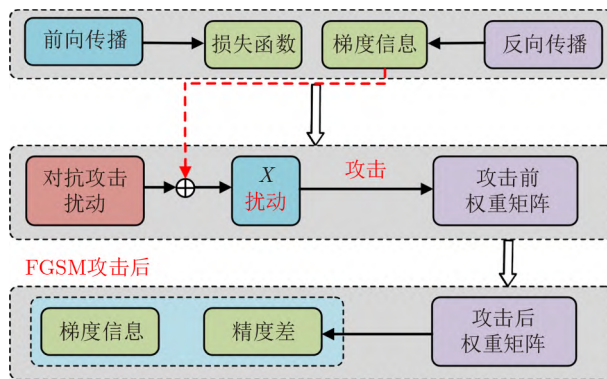 前向传播
损失函数
梯度信息
反向传播
对抗攻击
扰动
X
扰动
攻击
攻击前
权重矩阵
FGSM攻击后
梯度信息
精度差
攻击后
权重矩阵